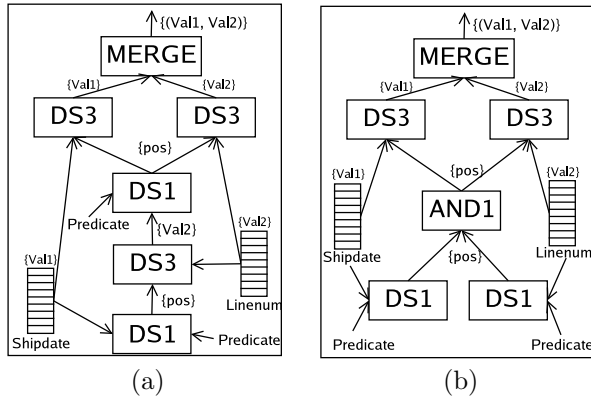 {(Val1, Val2)}
MERGE
{Val1}
{Val2}
DS3
DS3
{pos}
DS1
Predicate
{Val2}
{Val2}
DS3
{Val1}
{pos}
Linenum
DS1
Shipdate
Predicate
(a)
{(Val1, Val2)}
MERGE
{Val1}
{Val2}
DS3
DS3
{pos}
{Val1}
{Val2}
AND1
Shipdate
{pos}
Linenum
DS1
DS1
Predicate
Predicate
(b)